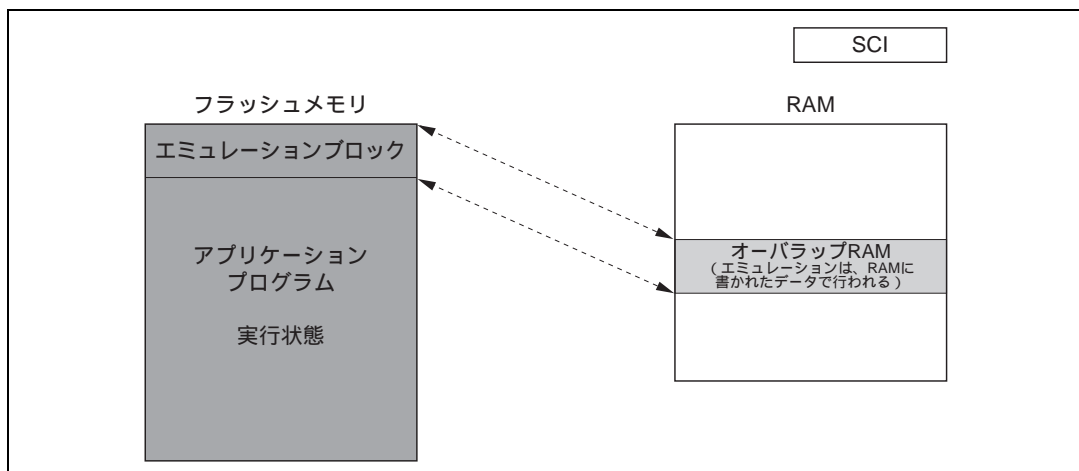 SCI
フラッシュメモリ
RAM
エミュレーションブロック
アプリケーション
プログラム
実行状態
オーバラップRAM
（エミュレーションは、RAMに
書かれたデータで行われる）